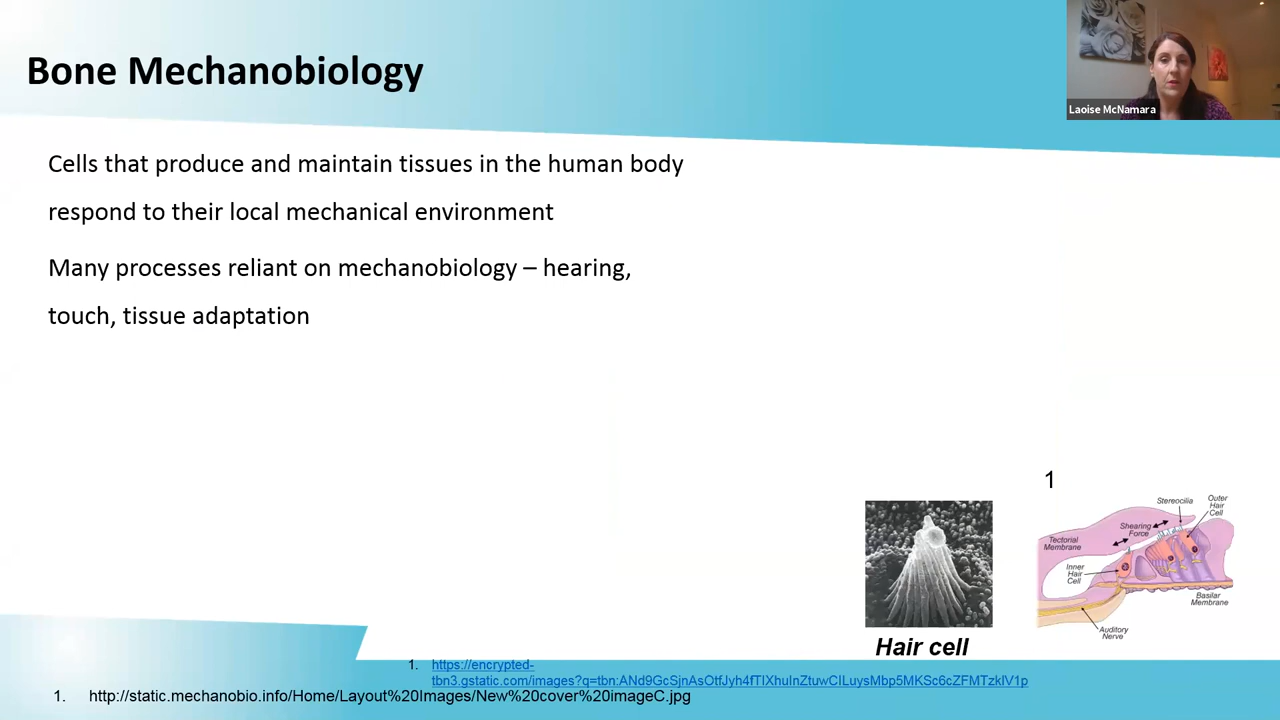 Bone Mechanobiology
Laoise McNamara
Cells that produce and maintain tissues in the human body
respond to their local mechanical environment
Many processes reliant on mechanobiology – hearing,
touch, tissue adaptation
1
Stereocilia
Outer
Hair
Cell
Shearing
Force
Tectorial
Membrane
Inner
Hair
Cell
Basilar
Membrane
Auditory
Nerve
Hair cell
1. https://encrypted-
tbn3.gstatic.com/images?q=tbn:ANd9GcSjnAsOtfJyh4fTIXhuInZtuwCILuysMbp5MKSc6cZFMTzklV1p
1. http://static.mechanobio.info/Home/Layout%20Images/New%20cover%20imageC.jpg